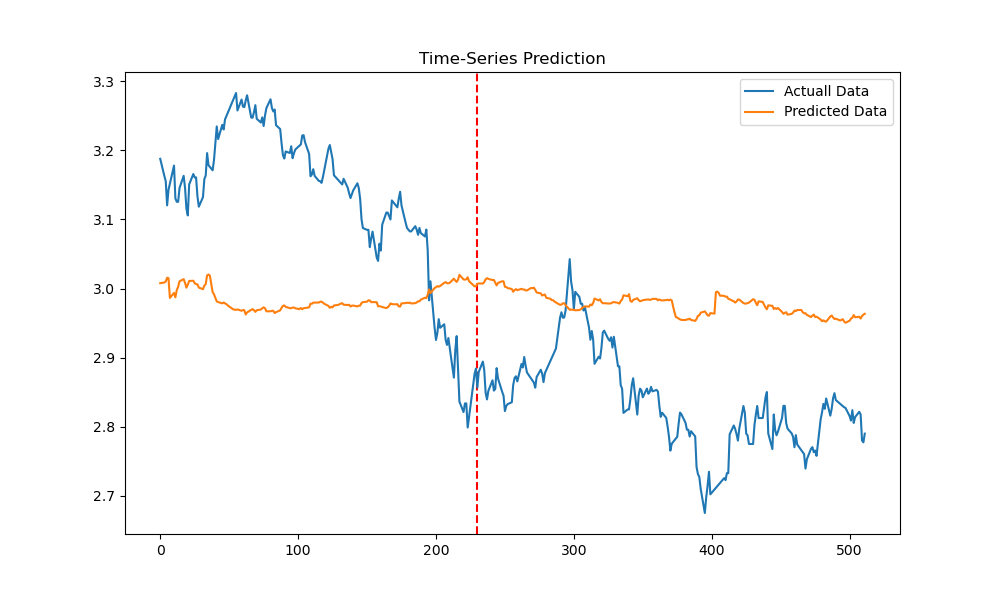 Time-Series Prediction
Actuall Data
Predicted Data
3.3
3.2
3.1
3.0
2.9
2.8
2.7
0 100 200 300 400 500